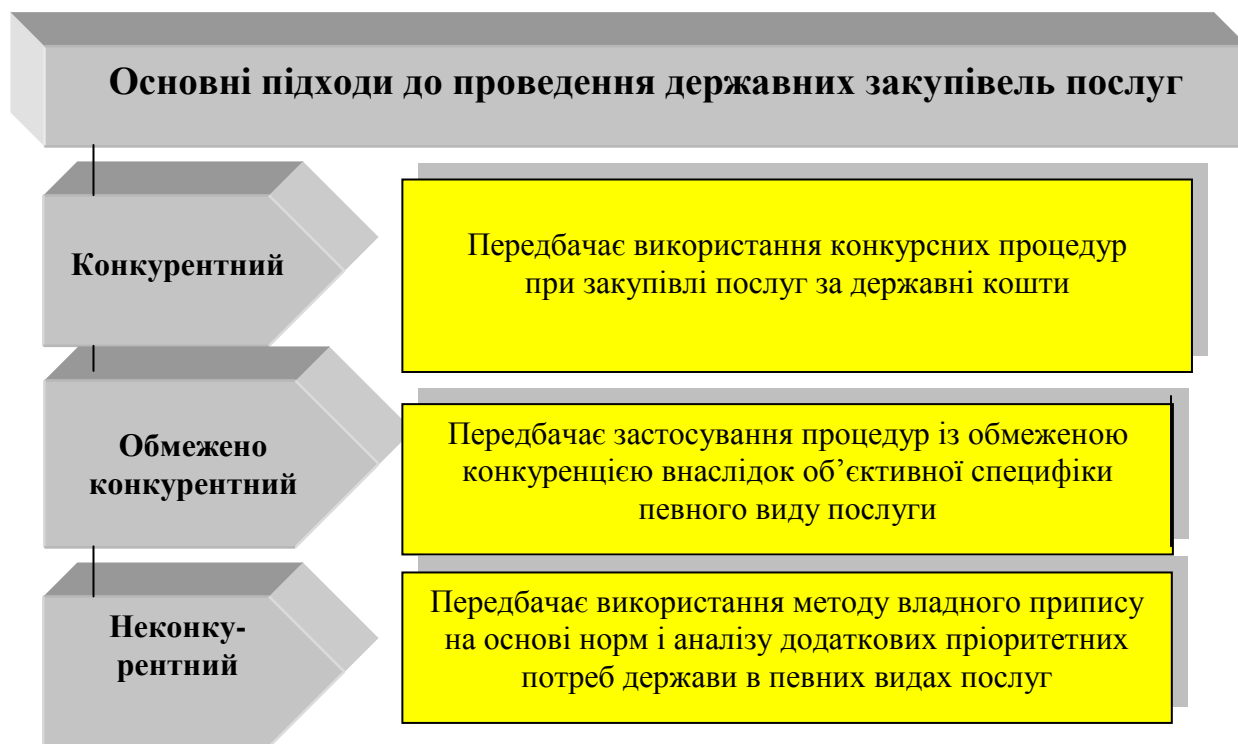 Основні підходи до проведення державних закупівель послуг
Конкурентний
Передбачає використання конкурсних процедур
при закупівлі послуг за державні кошти
Обмежено
конкурентний
Передбачає застосування процедур із обмеженою
конкуренцією внаслідок об’єктивної специфіки
певного виду послуги
Неконку-
рентний
Передбачає використання методу владного припису
на основі норм і аналізу додаткових пріоритетних
потреб держави в певних видах послуг